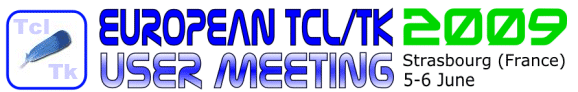 Tcl
Tk
EUROPEAN TCL/TK 2009
USER MEETING
Strasbourg (France)
5-6 June